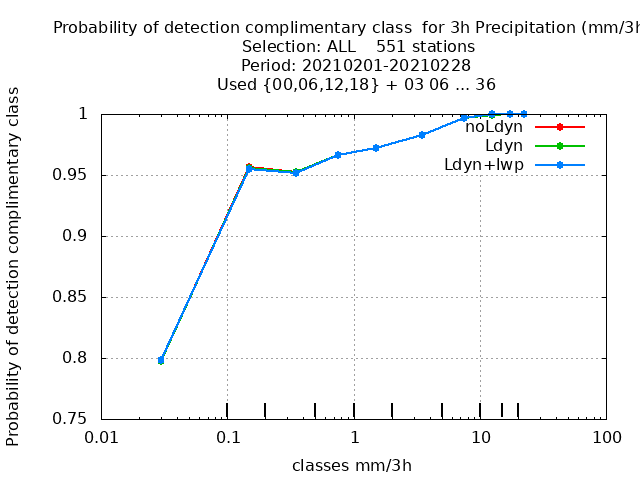 Probability of detection complimentary class  for 3h Precipitation (mm/3h
Selection: ALL    551 stations
Period: 20210201-20210228
Used {00,06,12,18} + 03 06 ... 36
Probability of detection complimentary class
1
0.95
0.9
0.85
0.8
0.75
noLdyn
Ldyn
Ldyn+lwp
0.01 0.1 1 10 100
classes mm/3h